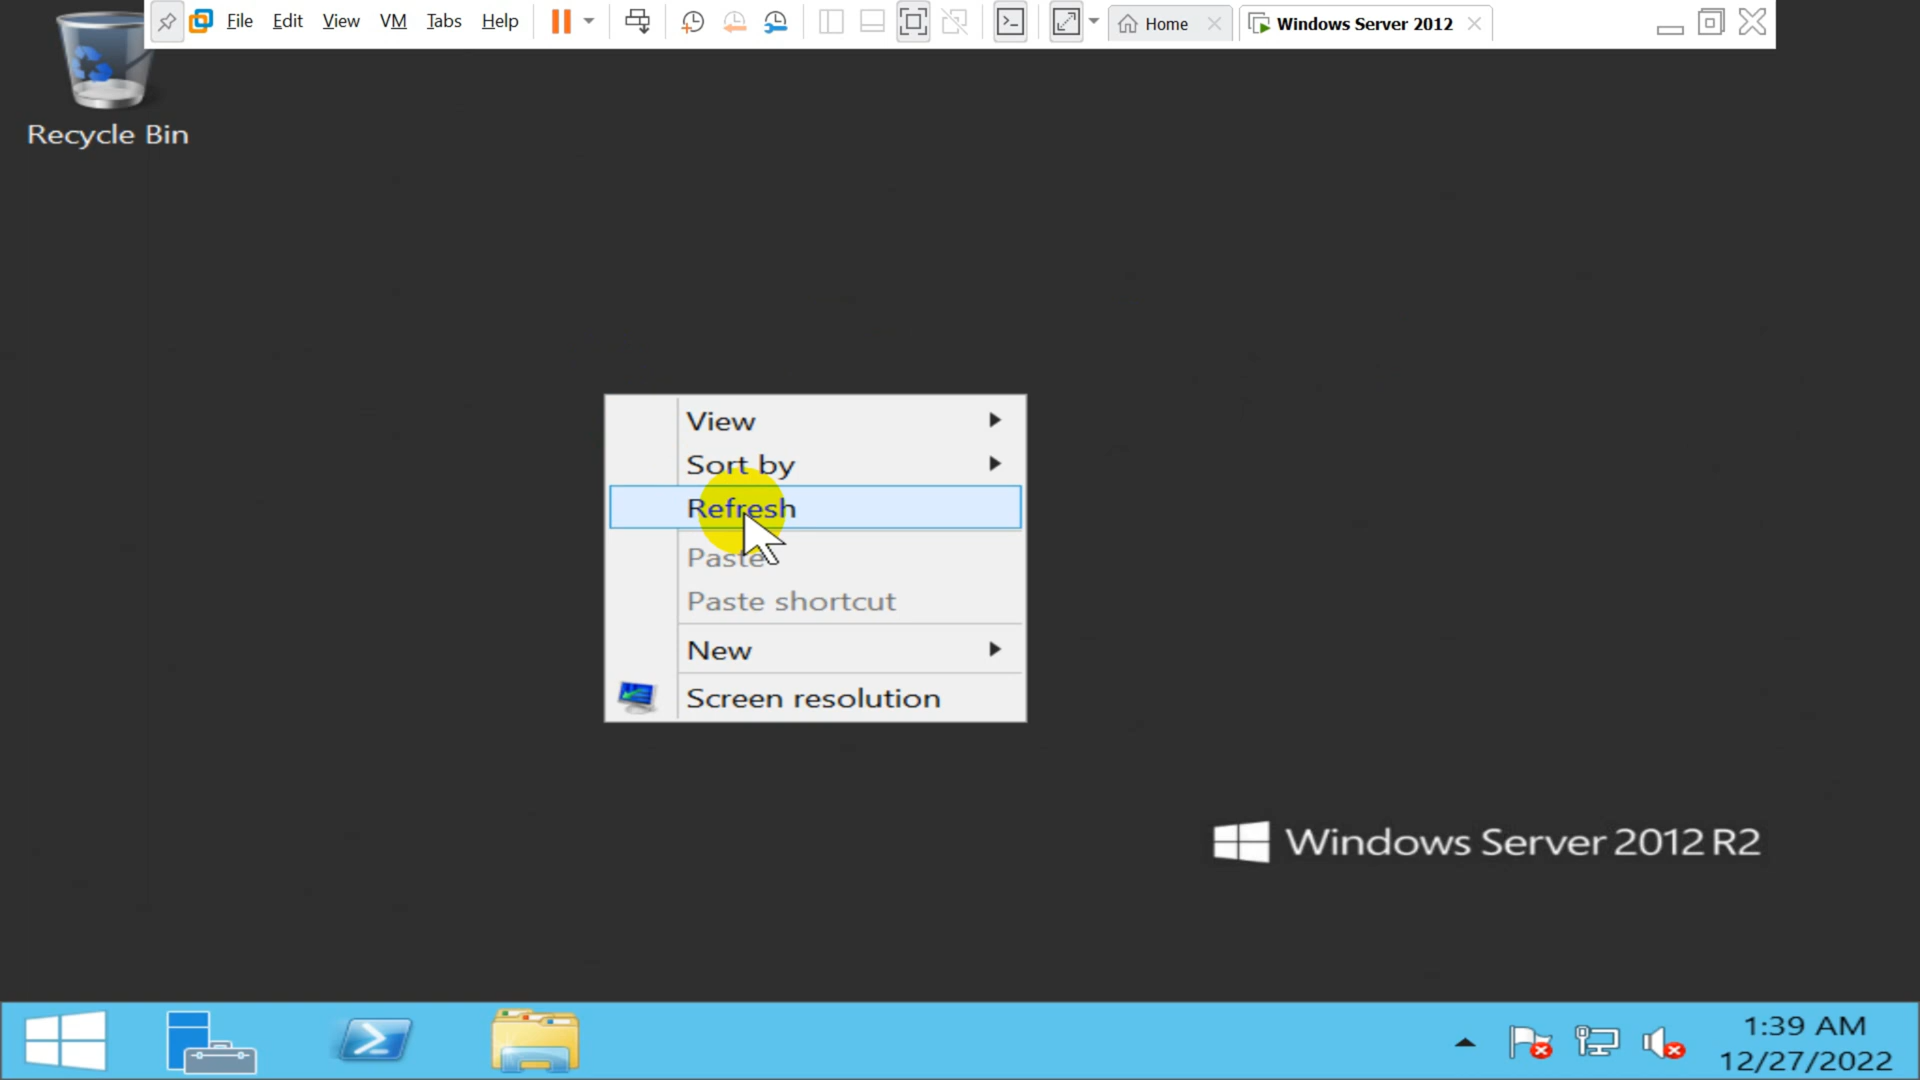 File Edit View VM Tabs Help Home Windows Server 2012
Recycle Bin
View
Sort by
Refresh
Paste
Paste shortcut
New
Screen resolution
Windows Server 2012 R2
1:39 AM
12/27/2022